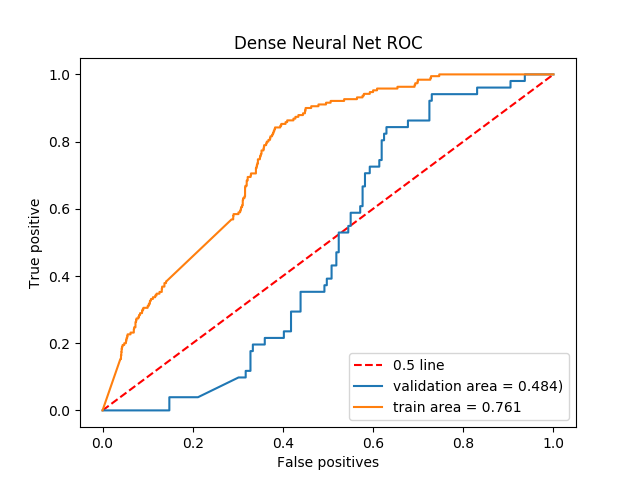 Dense Neural Net ROC
True positive
1.0
0.8
0.6
0.4
0.2
0.0
0.5 line
validation area = 0.484)
train area = 0.761
0.0 0.2 0.4 0.6 0.8 1.0
False positives